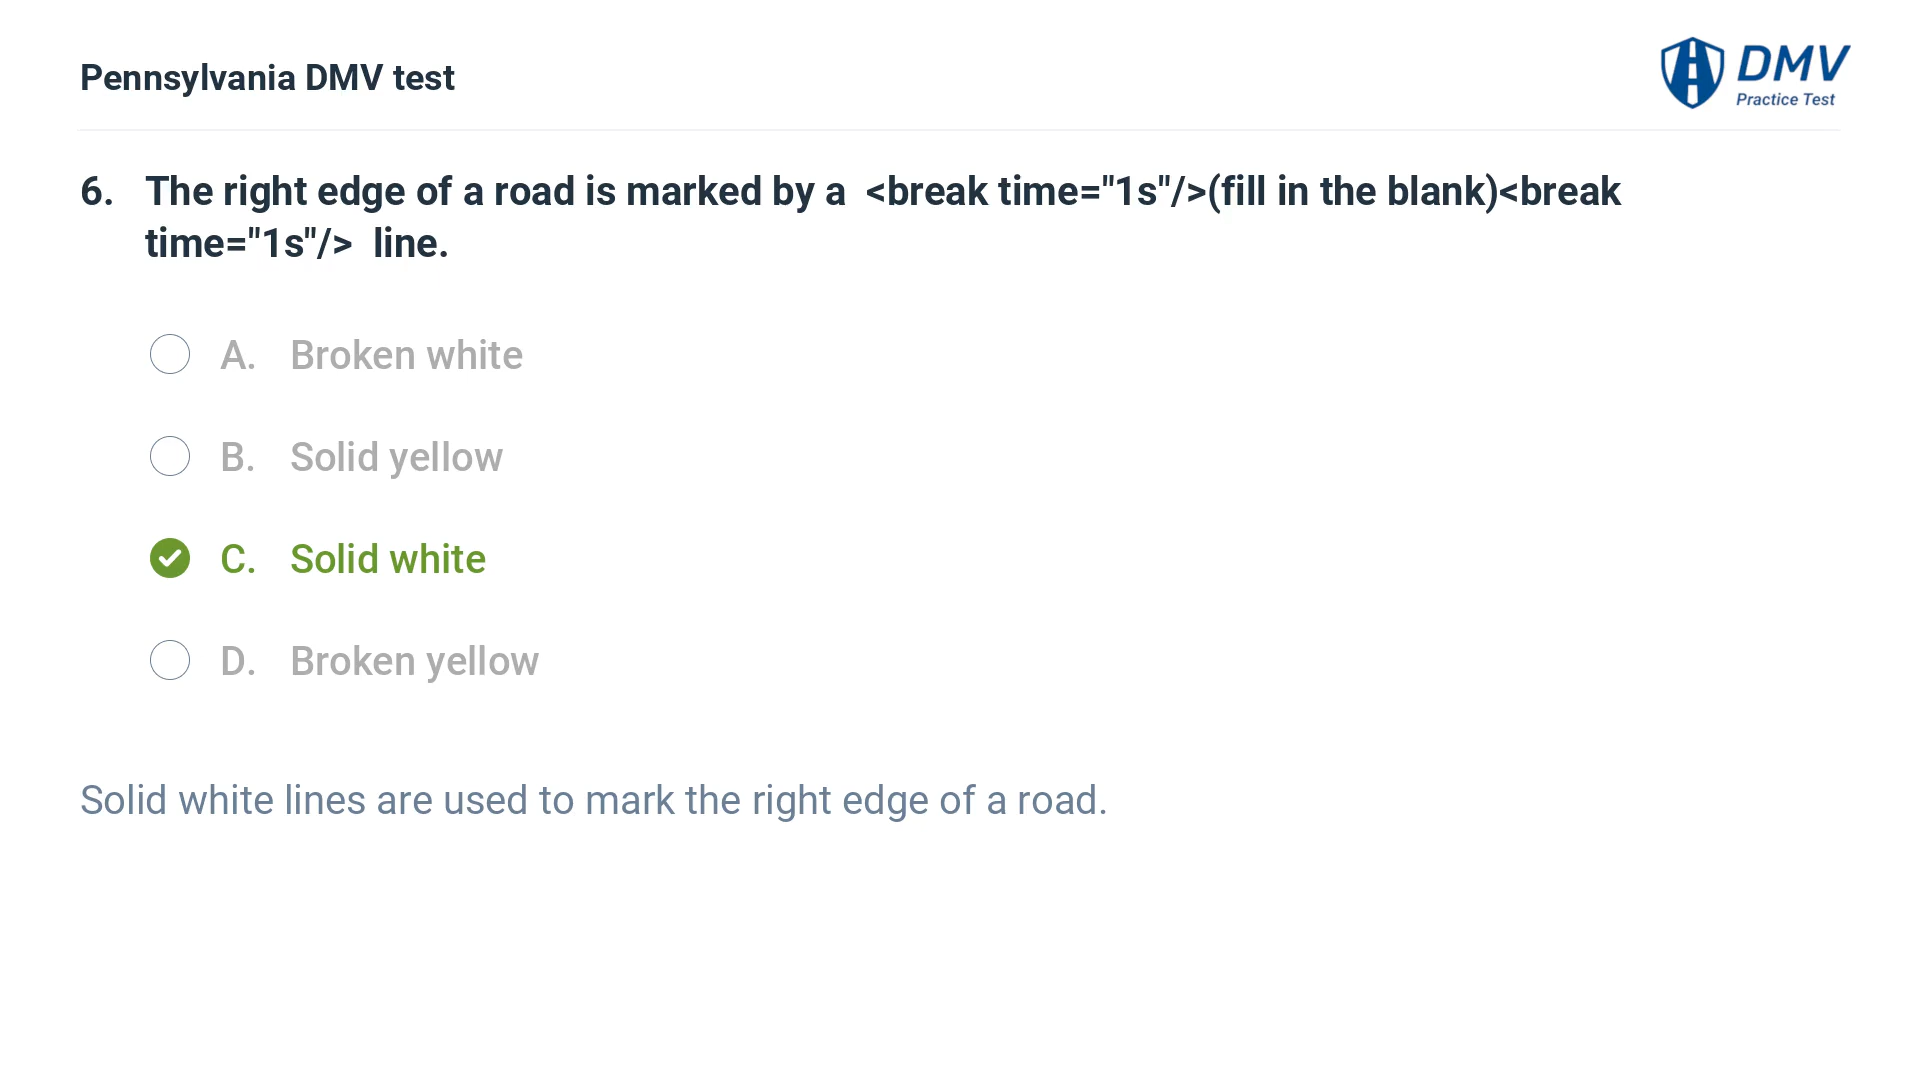 Pennsylvania DMV test
DMV
Practice Test
6. The right edge of a road is marked by a  <break time="1s"/>(fill in the blank)<break
time="1s"/>  line.
A. Broken white
B. Solid yellow
C. Solid white
D. Broken yellow
Solid white lines are used to mark the right edge of a road.